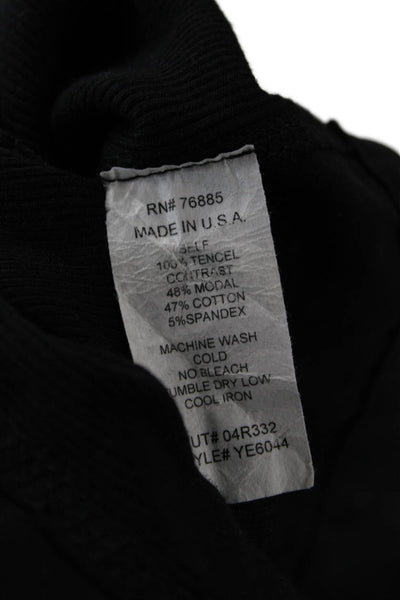 RN# 76885
MADE IN U.S.A.
SELF
100% TENCEL
CONTRAST
48% MODAL
47% COTTON
5%SPANDEX
MACHINE WASH
COLD
NO BLEACH
UMBLE DRY LOW
COOL IRON
UT# 04R332
YLE# YE6044